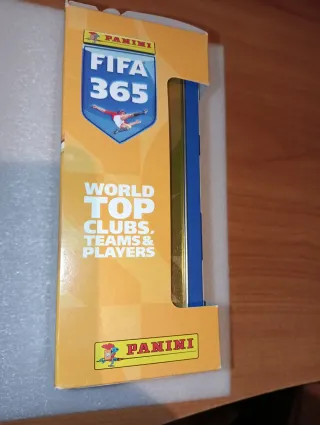 PANINI
FIFA
365
WORLD
TOP
CLUBS,
TEAMS &
PLAYERS
PANINI